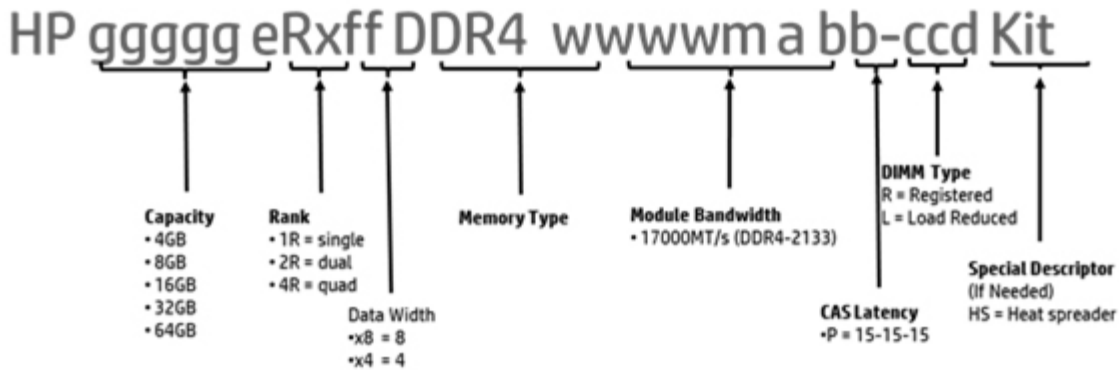 HP ggggg eRxff DDR4 wwwwm a bb-ccd Kit
Capacity
• 4GB
• 8GB
• 16GB
• 32GB
• 64GB
Rank
• 1R = single
• 2R = dual
• 4R = quad
Data Width
•x8 = 8
•x4 = 4
Memory Type
Module Bandwidth
• 17000MT/s (DDR4-2133)
CAS Latency
•P = 15-15-15
DIMM Type
R = Registered
L = Load Reduced
Special Descriptor
(If Needed)
HS = Heat spreader